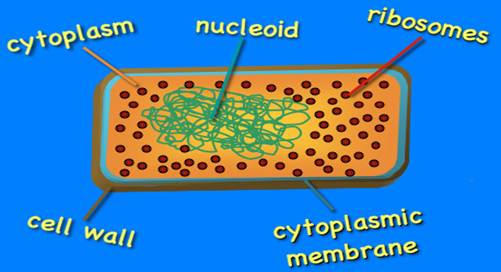 cytoplasm
nucleoid
ribosomes
cell wall
cytoplasmic
membrane